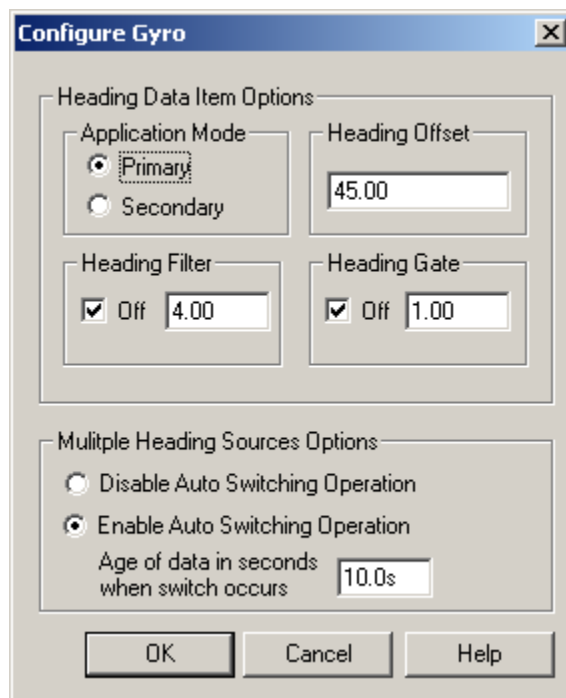 Configure Gyro
Heading Data Item Options
Application Mode
Primary
Secondary
Heading Offset
45.00
Heading Filter
Off 4.00
Heading Gate
Off 1.00
Mulitple Heading Sources Options
Disable Auto Switching Operation
Enable Auto Switching Operation
Age of data in seconds
when switch occurs
10.0s
OK Cancel Help